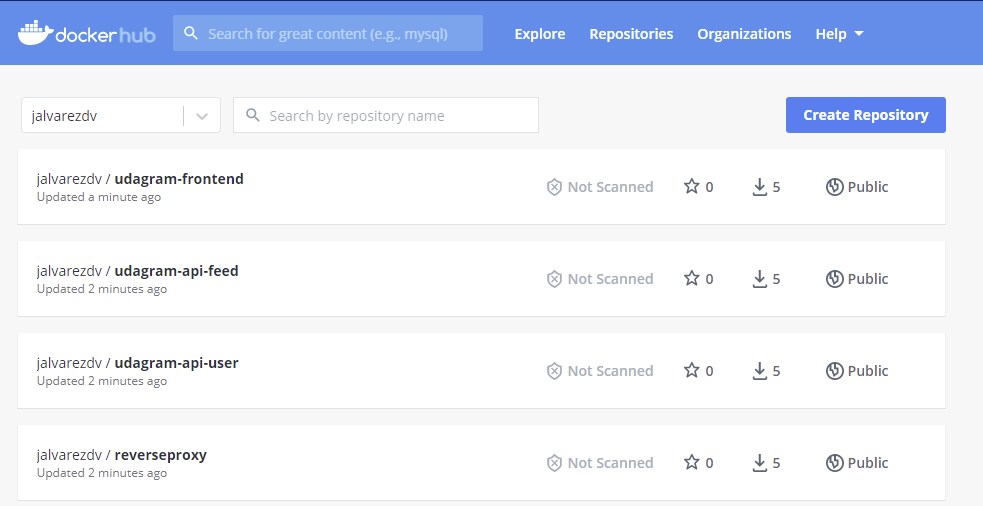 dockerhub Search for great content (e.g., mysql) Explore Repositories Organizations Help
jalvarezdv Search by repository name Create Repository
jalvarezdv / udagram-frontend
Updated a minute ago
Not Scanned 0 5 Public
jalvarezdv / udagram-api-feed
Updated 2 minutes ago
Not Scanned 0 5 Public
jalvarezdv / udagram-api-user
Updated 2 minutes ago
Not Scanned 0 5 Public
jalvarezdv / reverseproxy
Updated 2 minutes ago
Not Scanned 0 5 Public